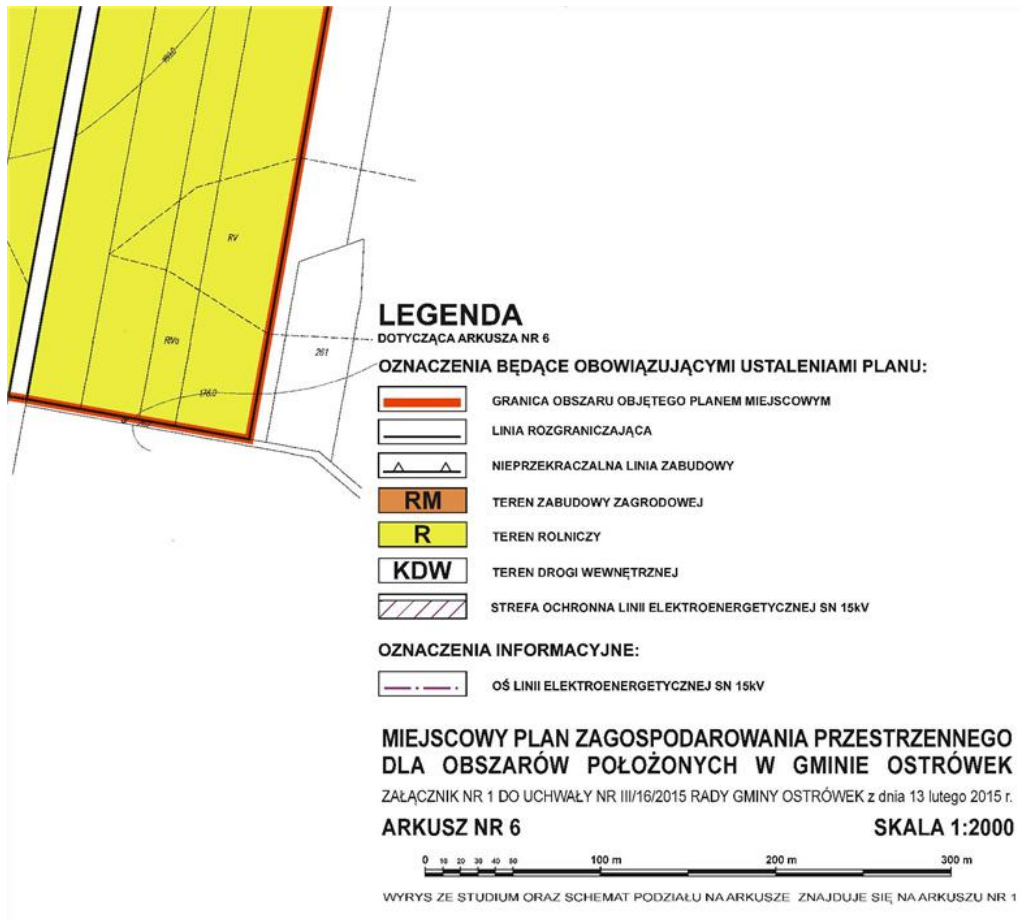 RV
RVa
176.0
261
LEGENDA
DOTYCZĄCA ARKUSZA NR 6
OZNACZENIA BĘDĄCE OBOWIĄZUJĄCYMI USTALENIAMI PLANU:
GRANICA OBSZARU OBJĘTEGO PLANEM MIEJSCOWYM
LINIA ROZGRANICZAJĄCA
NIEPRZEKRACZALNA LINIA ZABUDOWY
RM TEREN ZABUDOWY ZAGRODOWEJ
R TEREN ROLNICZY
KDW TEREN DROGI WEWNĘTRZNEJ
STREFA OCHRONNA LINII ELEKTROENERGETYCZNEJ SN 15kV
OZNACZENIA INFORMACYJNE:
OŚ LINII ELEKTROENERGETYCZNEJ SN 15kV
MIEJSCOWY PLAN ZAGOSPODAROWANIA PRZESTRZENNEGO
DLA OBSZARÓW POŁOŻONYCH W GMINIE OSTRÓWEK
ZAŁĄCZNIK NR 1 DO UCHWAŁY NR III/16/2015 RADY GMINY OSTRÓWEK z dnia 13 lutego 2015 r.
ARKUSZ NR 6 SKALA 1:2000
0 10 20 30 40 50 100 m 200 m 300 m
WYRYS ZE STUDIUM ORAZ SCHEMAT PODZIAŁU NA ARKUSZE ZNAJDUJE SIĘ NA ARKUSZU NR 1